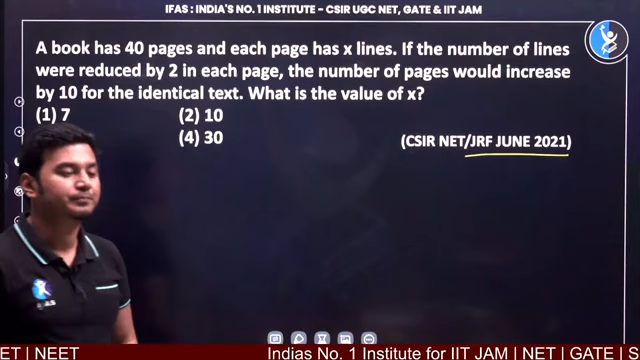 IFAS : INDIA'S NO. 1 INSTITUTE – CSIR UGC NET, GATE & IIT JAM
A book has 40 pages and each page has x lines. If the number of lines
were reduced by 2 in each page, the number of pages would increase
by 10 for the identical text. What is the value of x?
(1) 7 (2) 10
(4) 30 (CSIR NET/JRF JUNE 2021)
ET | NEET Indias No. 1 Institute for IIT JAM | NET | GATE | S